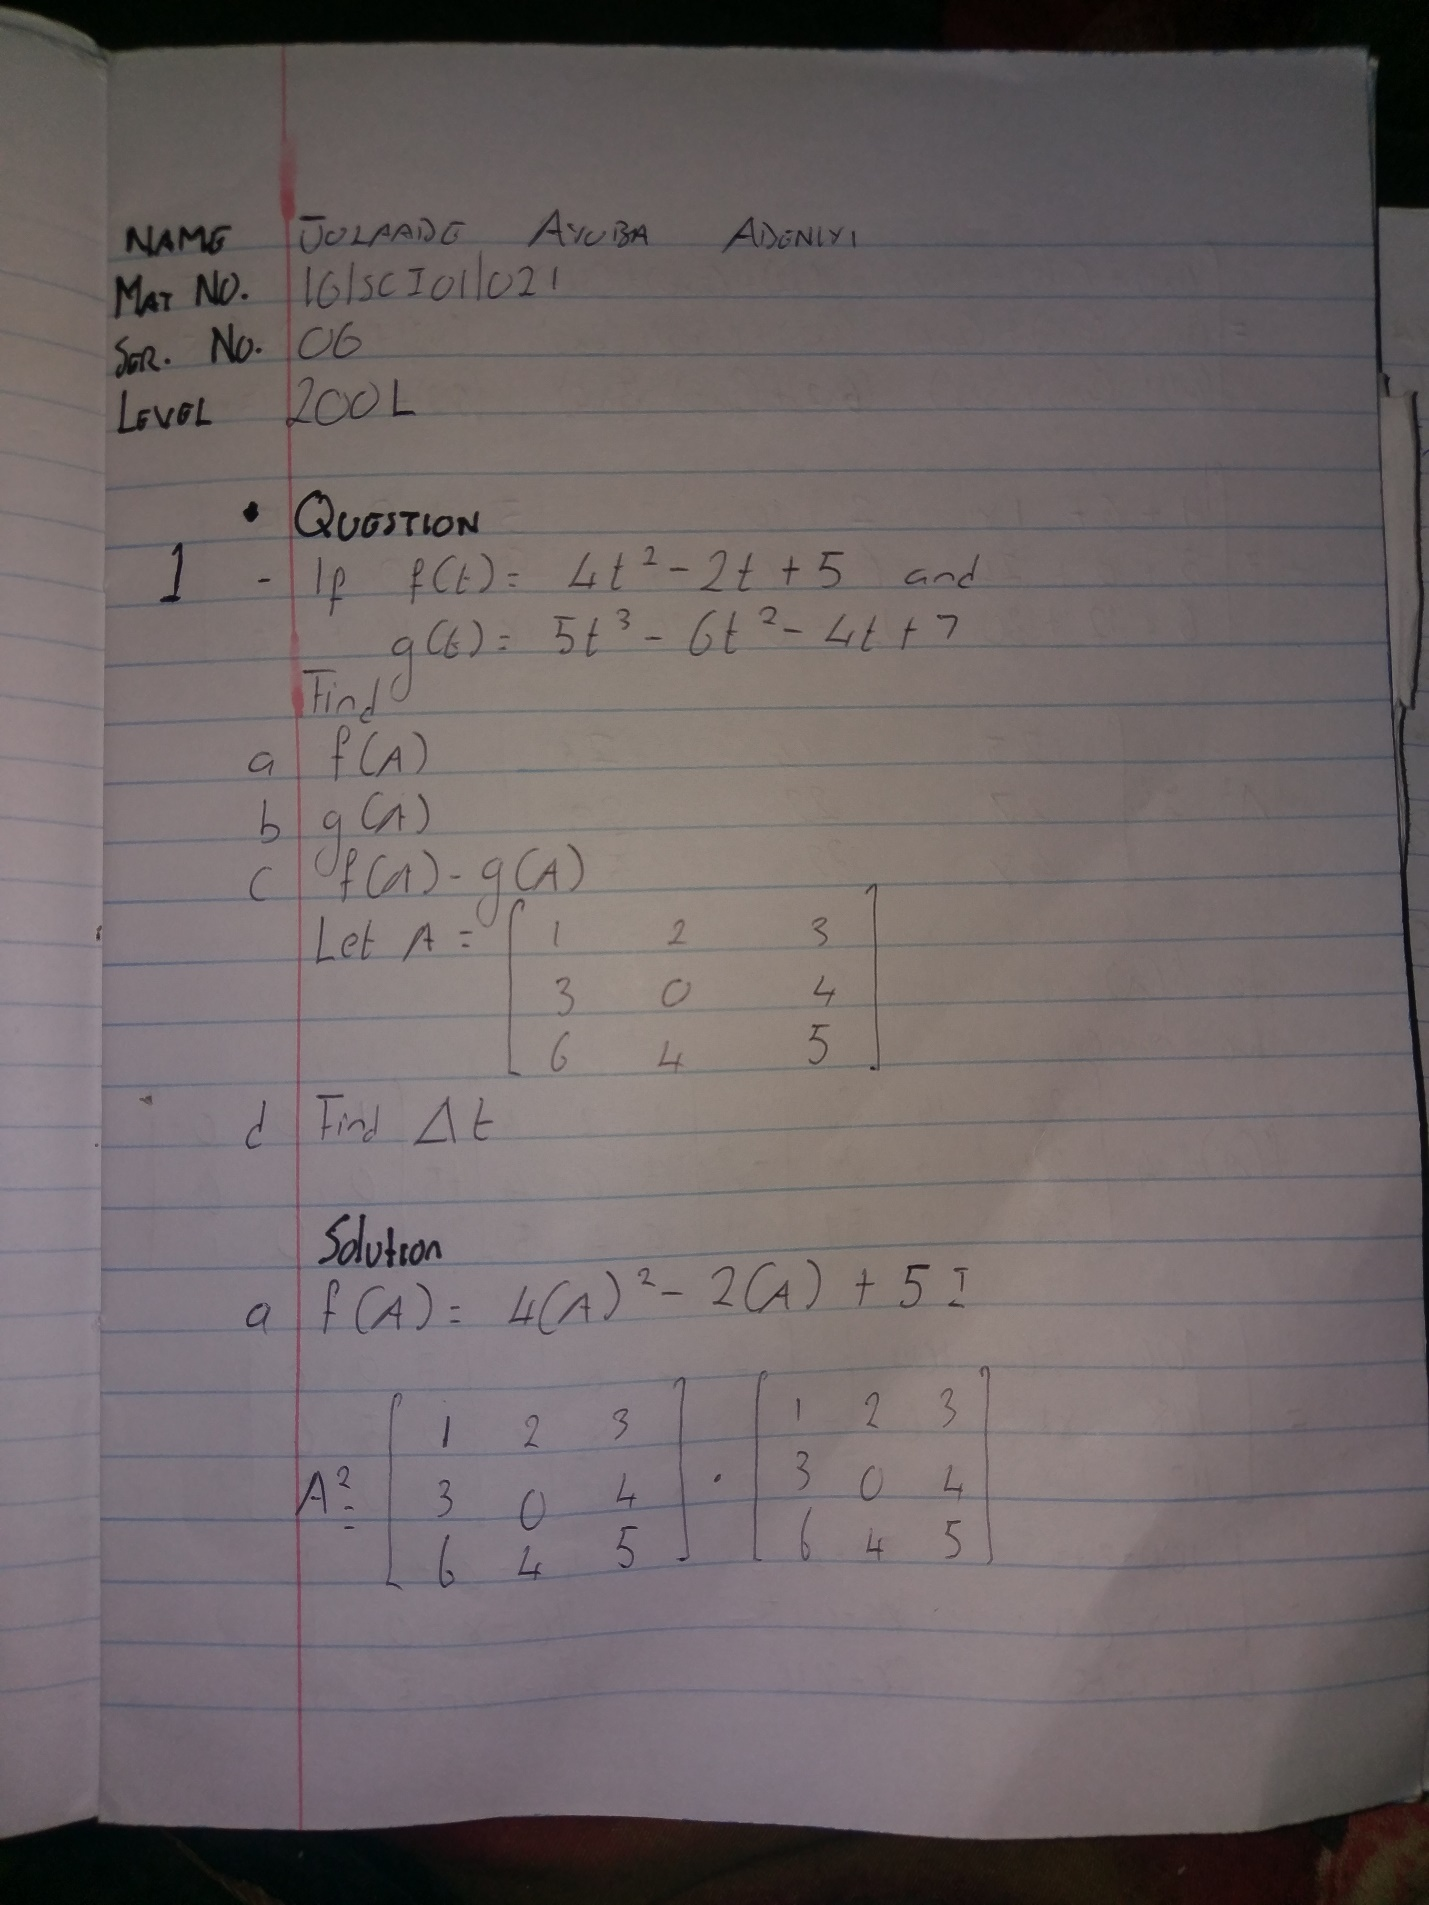 NAME JOLAADE AYUBA ADENIYI
MAT NO. 16/SCI01/021
SER. NO. 06
LEVEL 200L
• QUESTION
1 - If f(t) = 4t² - 2t + 5 and
g(t) = 5t³ - 6t² - 4t + 7
Find
a f(A)
b g(A)
c f(A) - g(A)
Let A = [ 1 2 3
3 0 4
6 4 5 ]
d Find Δt
Solution
a f(A) = 4(A)² - 2(A) + 5I
A² = [ 1 2 3 ] . [ 1 2 3 ]
3 0 4 3 0 4
6 4 5 6 4 5